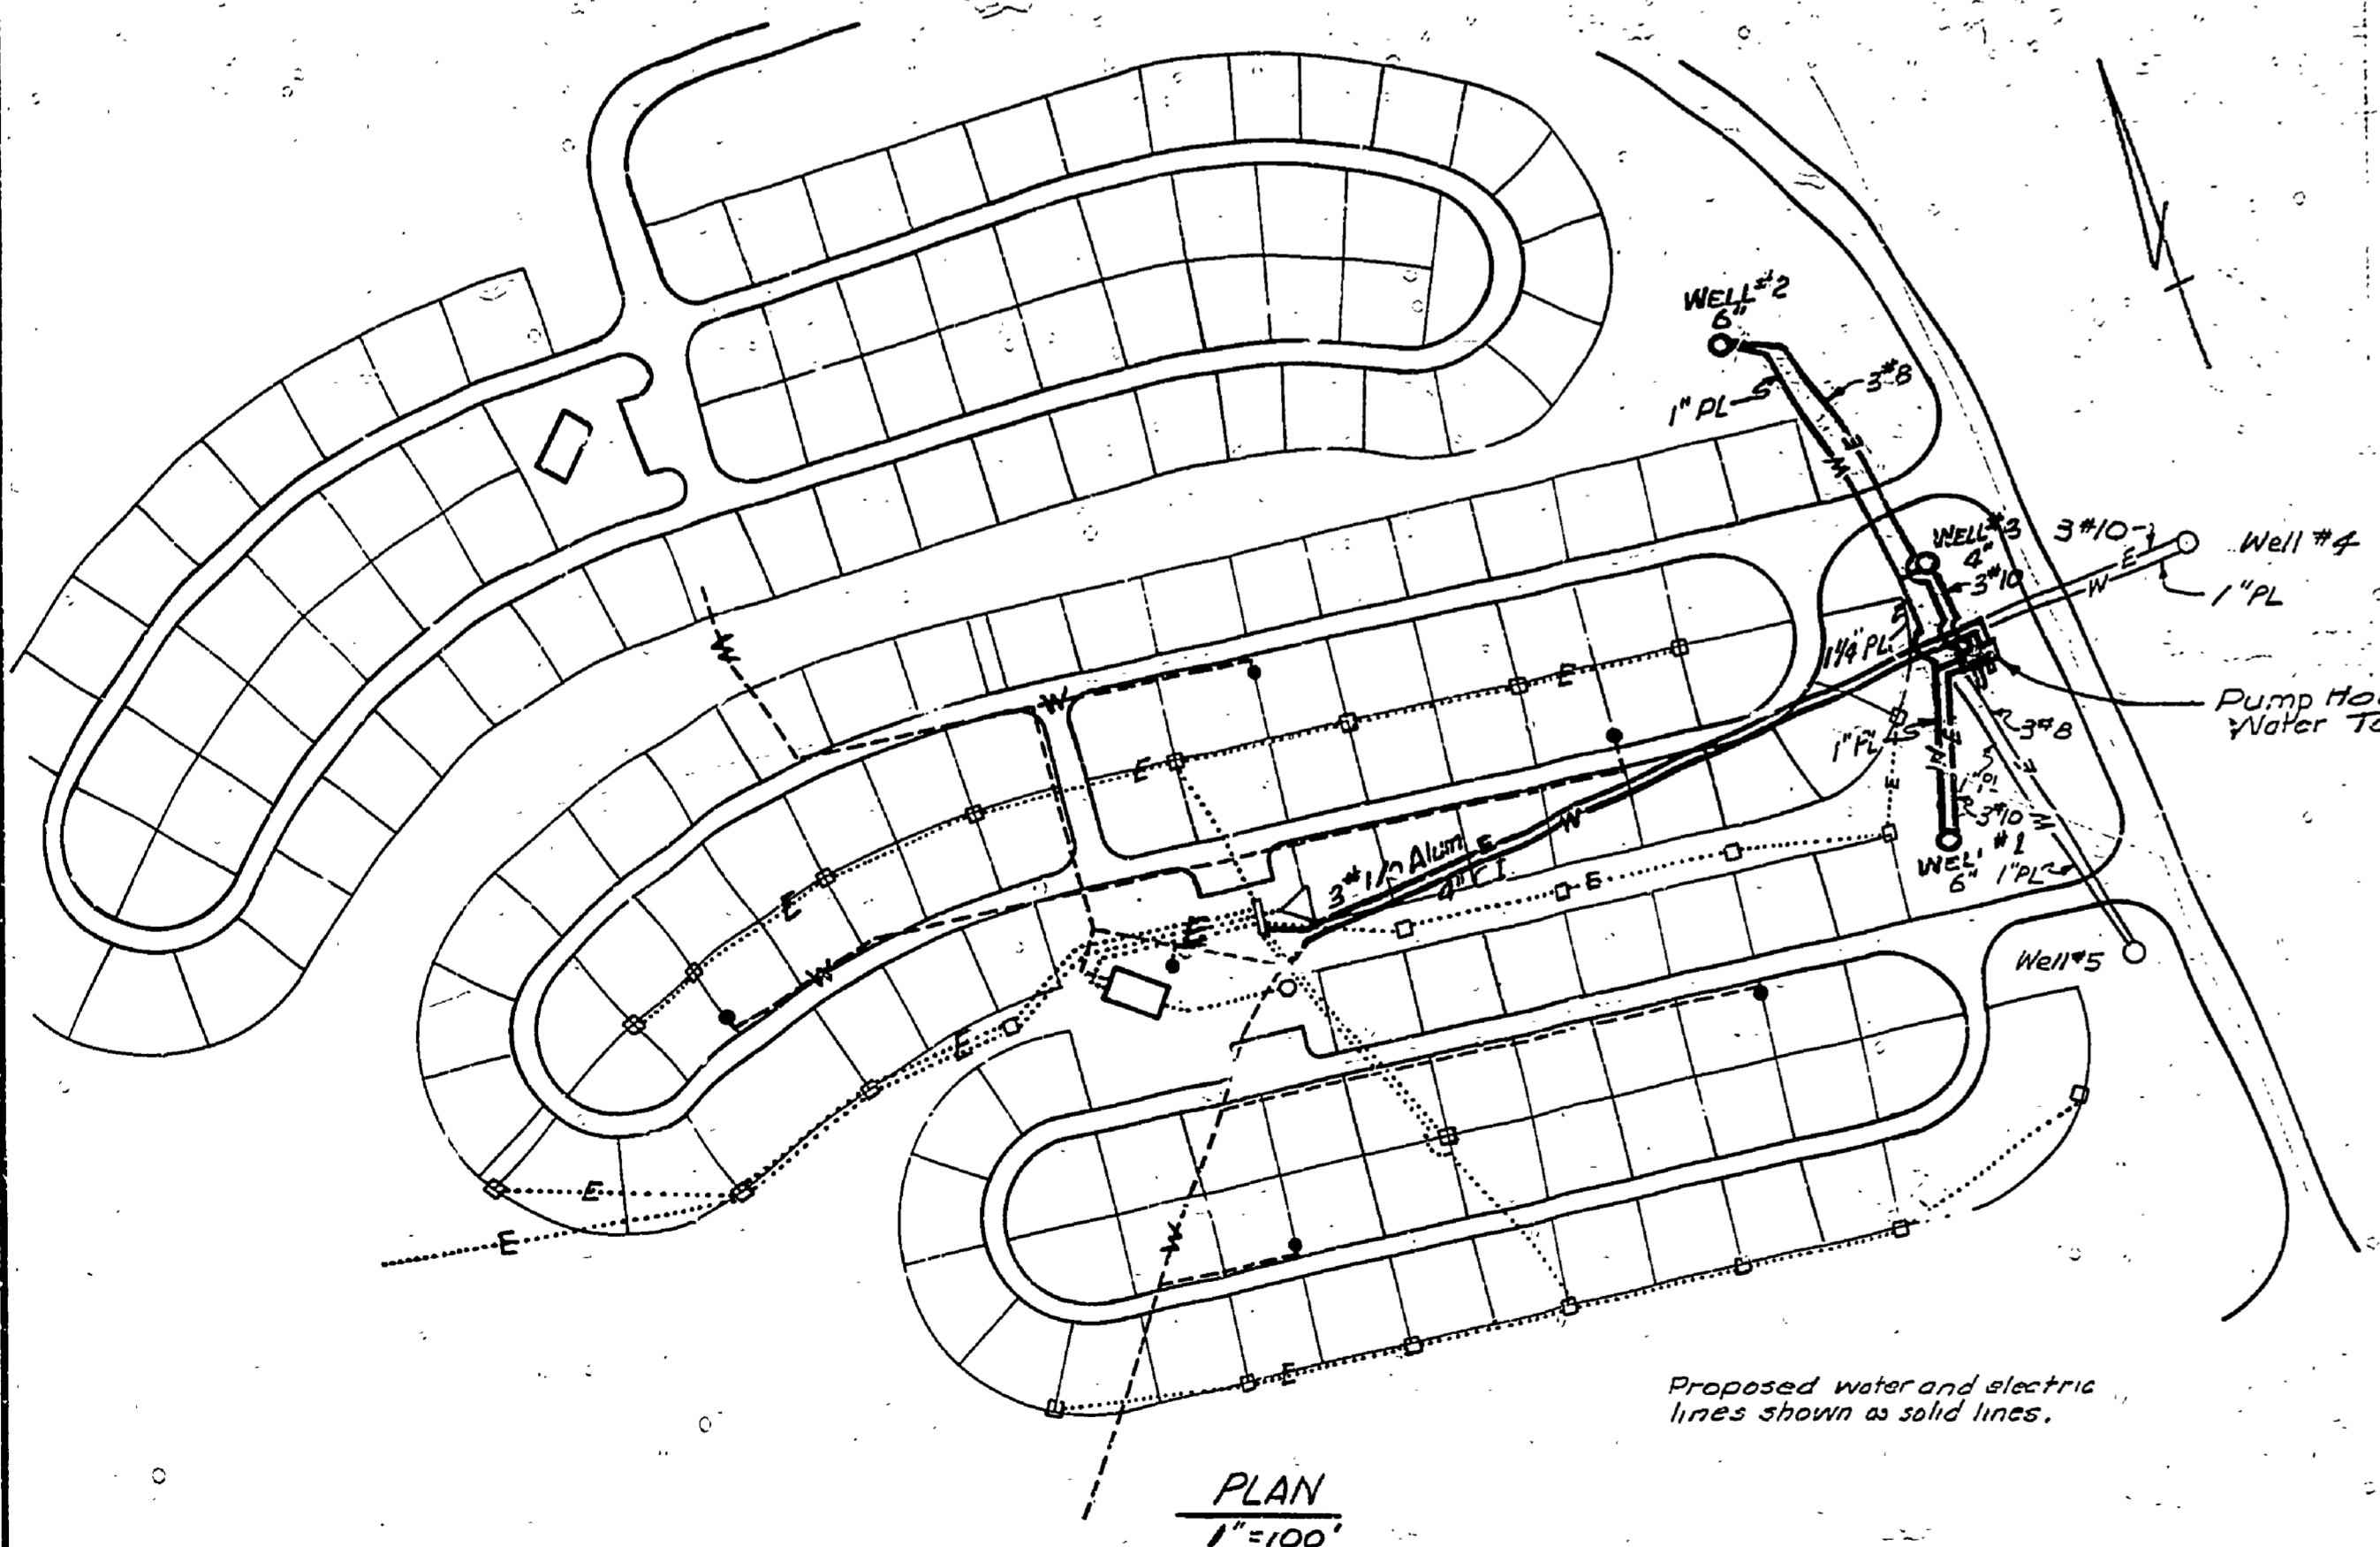 WELL #2
6"
1" PL
3#8
W
E
WELL #3
4"
3#10
3#10
Well #4
E
W
1" PL
1¼" PL
Pump Ho
Water Ta
3#8
1" PL
1" PL
3#10
WEL' #1
6"
1" PL
Well #5
W
W
E
E
E
W
3#1/0 Alum. E
4" C.I.
W
E
E
E
E
E
E
W
E
Proposed water and electric
lines shown as solid lines.
PLAN
1"=100'